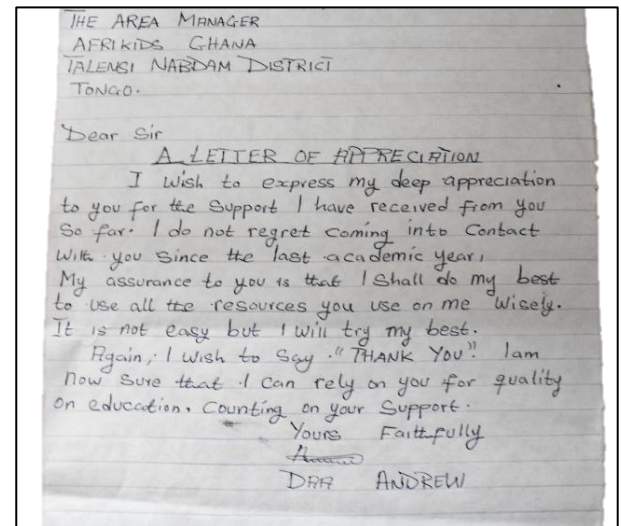 THE AREA MANAGER
AFRIKIDS GHANA
TALENSI NABDAM DISTRICT
TONGO.
Dear Sir
A LETTER OF APPRECIATION
I wish to express my deep appreciation
to you for the Support I have received from you
So far. I do not regret coming into Contact
With you Since the last academic year,
My assurance to you is that I Shall do my best
to use all the resources you use on me Wisely.
It is not easy but I will try my best.
Again, I wish to Say "THANK YOU". Iam
now Sure that I can rely on you for quality
on education. Counting on your Support.
Yours Faithfully
DAA ANDREW